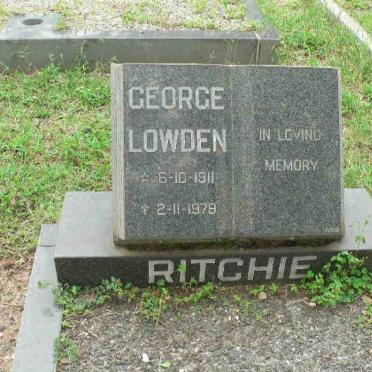 GEORGE
LOWDEN
☆ 6-10-1911
✝ 2-11-1979
IN LOVING
MEMORY
RITCHIE